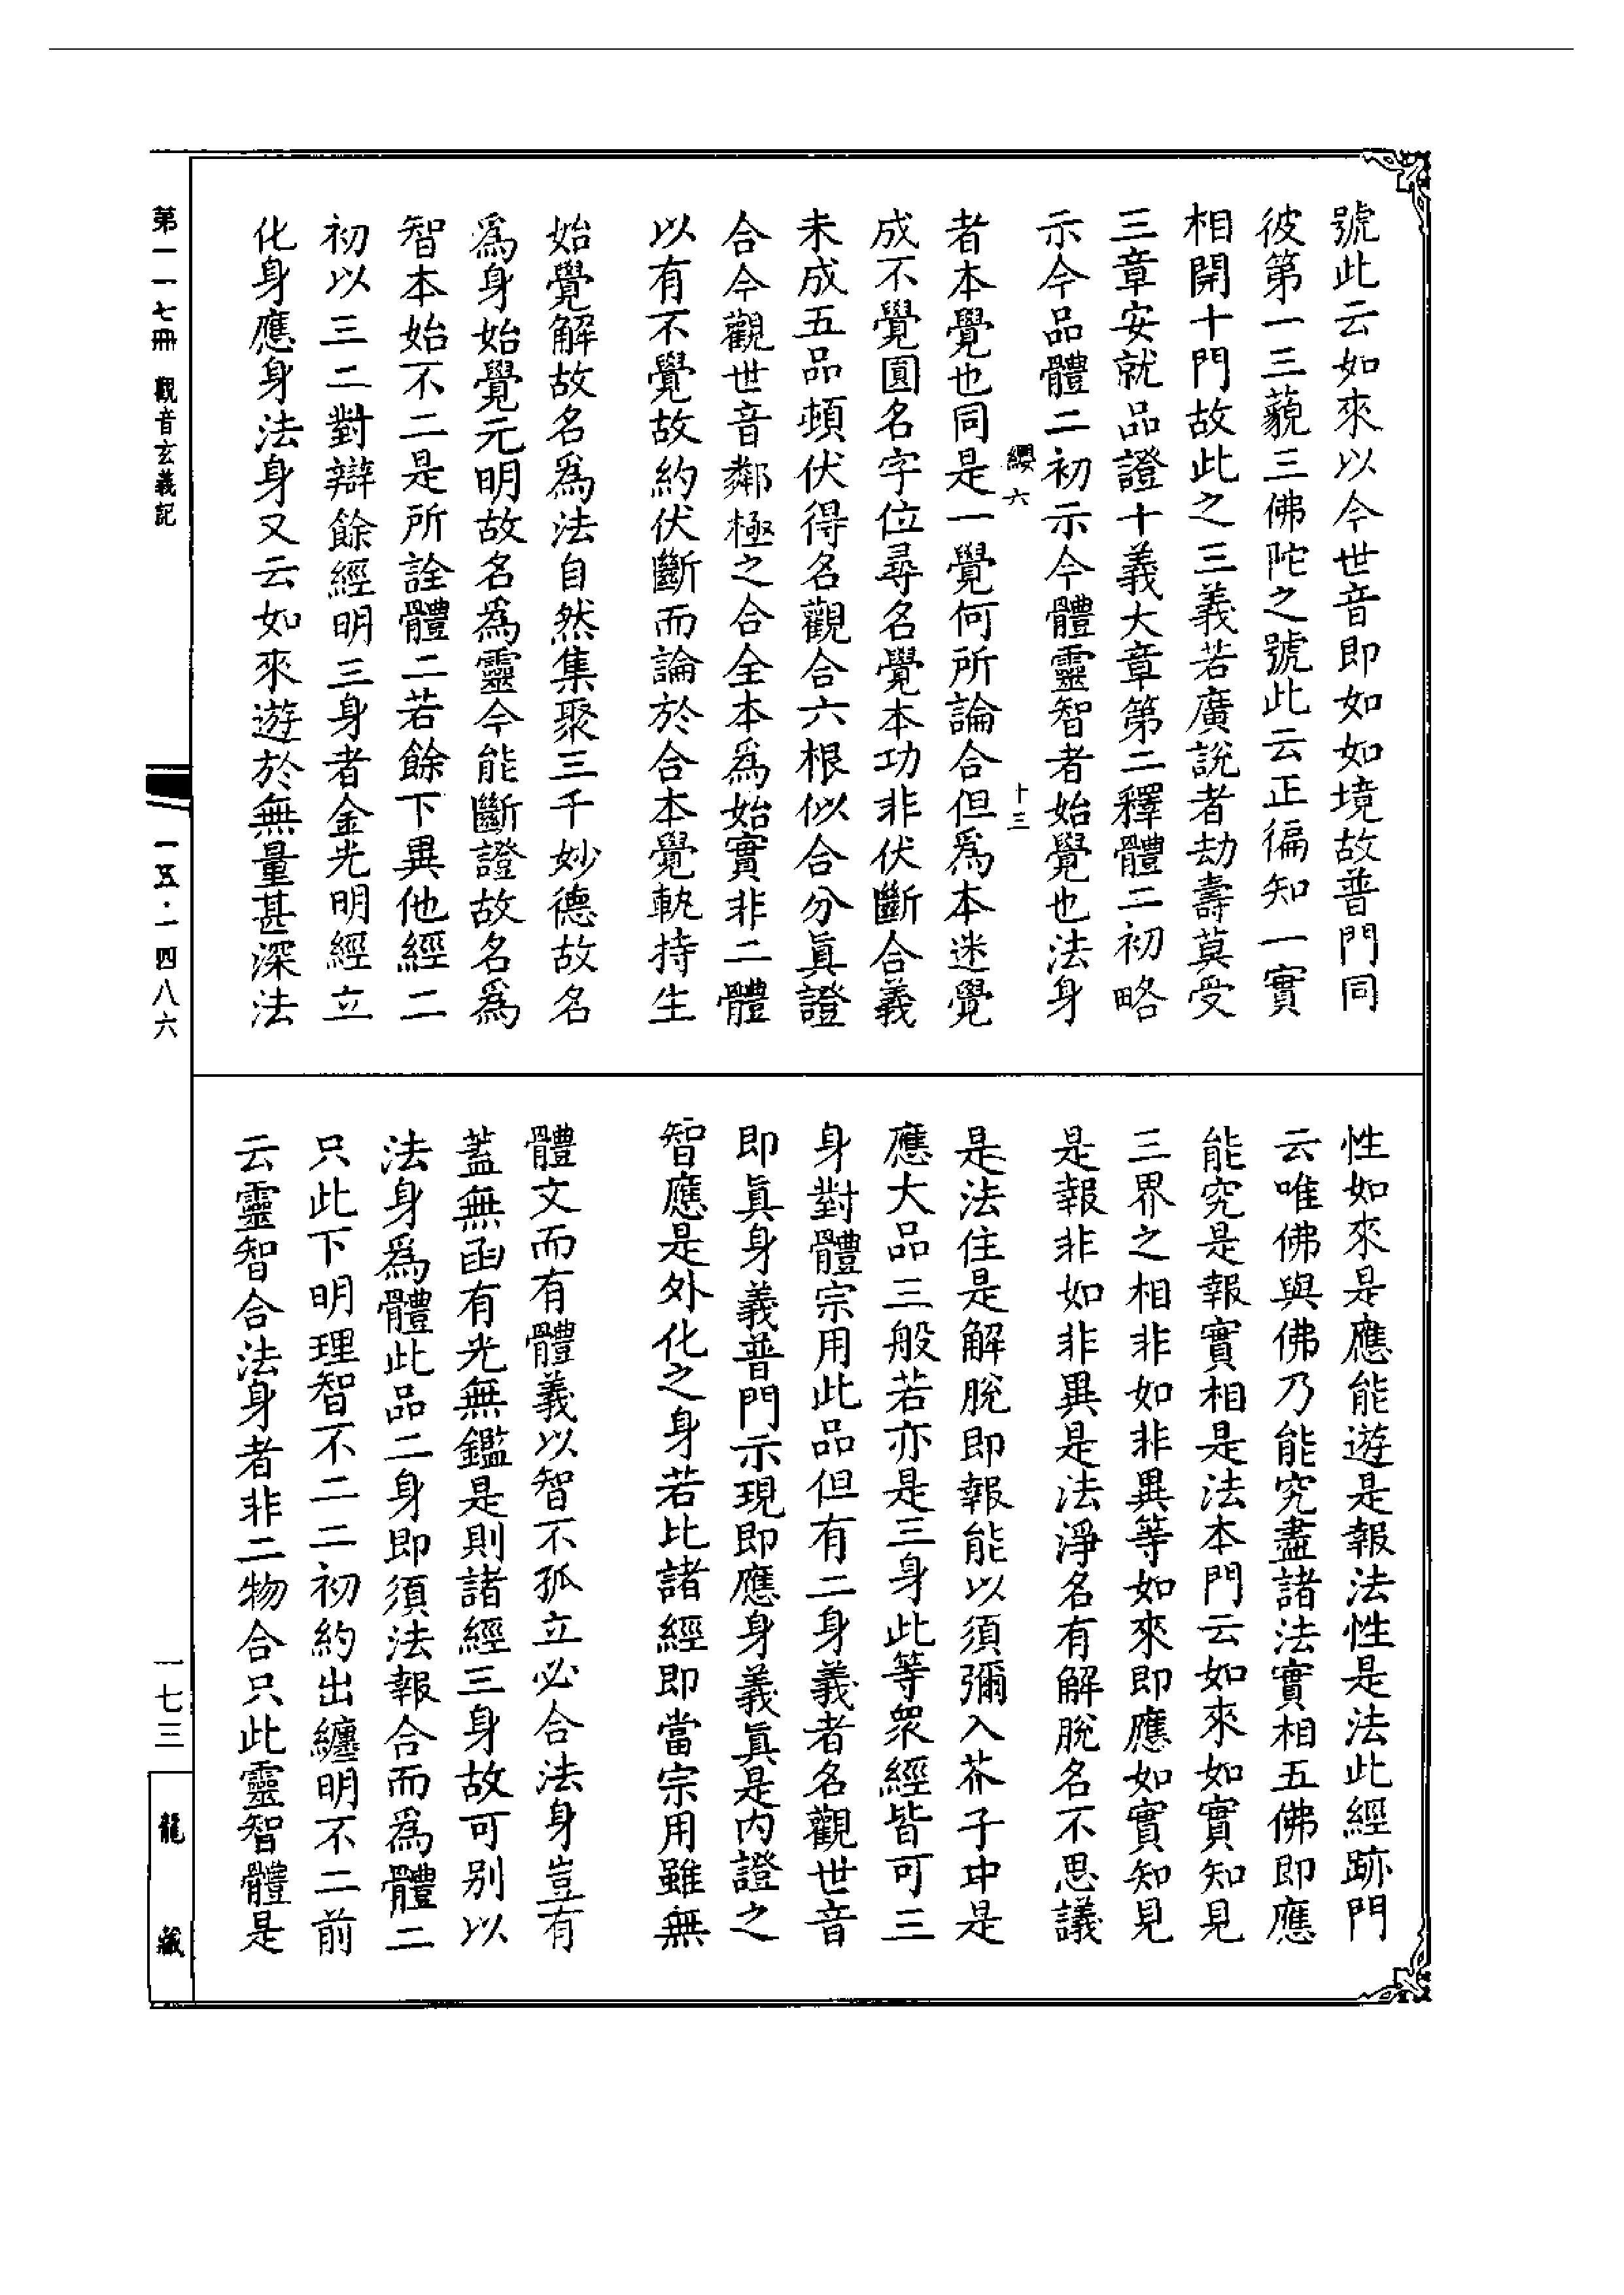 號此云如來以今世音即如如境故普門同
彼第一三藐三佛陀之號此云正徧知一實
相開十門故此之三義若廣說者劫壽莫受
三章安就品證十義大章第二釋體二初略
示今品體二初示今體靈智者始覺也法身
纓六 十三
者本覺也同是一覺何所論合但爲本迷覺
成不覺圓名字位尋名覺本功非伏斷合義
未成五品頓伏得名觀合六根似合分眞證
合今觀世音鄰極之合全本爲始實非二體
以有不覺故約伏斷而論於合本覺軌持生
始覺解故名爲法自然集聚三千妙德故名
爲身始覺元明故名爲靈今能斷證故名爲
智本始不二是所詮體二若餘下異他經二
初以三二對辯餘經明三身者金光明經立
化身應身法身又云如來遊於無量甚深法
性如來是應能遊是報法性是法此經跡門
云唯佛與佛乃能究盡諸法實相五佛即應
能究是報實相是法本門云如來如實知見
三界之相非如非異等如來即應如實知見
是報非如非異是法淨名有解脫名不思議
是法住是解脫即報能以須彌入芥子中是
應大品三般若亦是三身此等衆經皆可三
身對體宗用此品但有二身義者名觀世音
即眞身義普門示現即應身義眞是內證之
智應是外化之身若比諸經即當宗用雖無
體文而有體義以智不孤立必合法身豈有
蓋無函有光無鑑是則諸經三身故可別以
法身爲體此品二身即須法報合而爲體二
只此下明理智不二二初約出纏明不二前
云靈智合法身者非二物合只此靈智體是
第一一七冊 觀音玄義記
一五·一四八六
一七三
龍藏